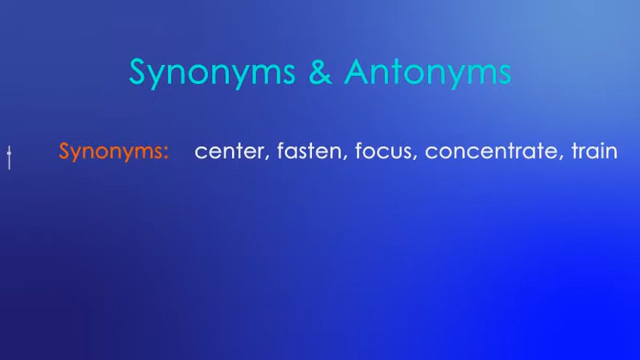 Synonyms & Antonyms
Synonyms: center, fasten, focus, concentrate, train